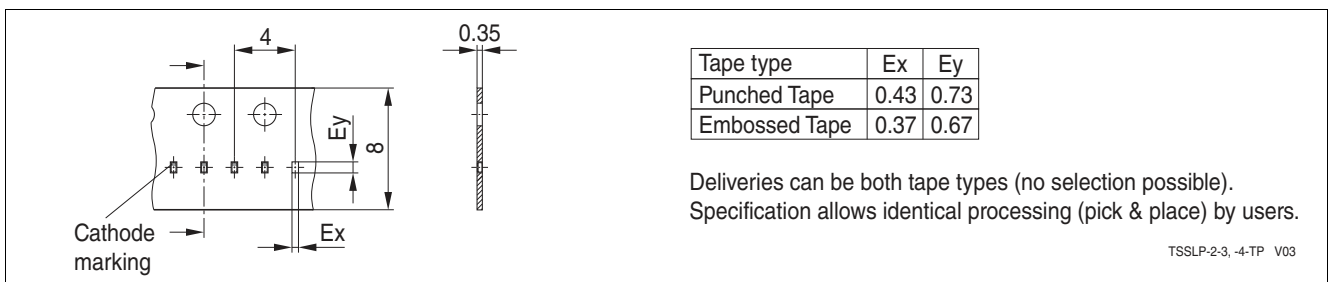 4
0.35
Ey
8
Cathode
marking
Ex
Tape type Ex Ey
Punched Tape 0.43 0.73
Embossed Tape 0.37 0.67
Deliveries can be both tape types (no selection possible).
Specification allows identical processing (pick & place) by users.
TSSLP-2-3, -4-TP V03